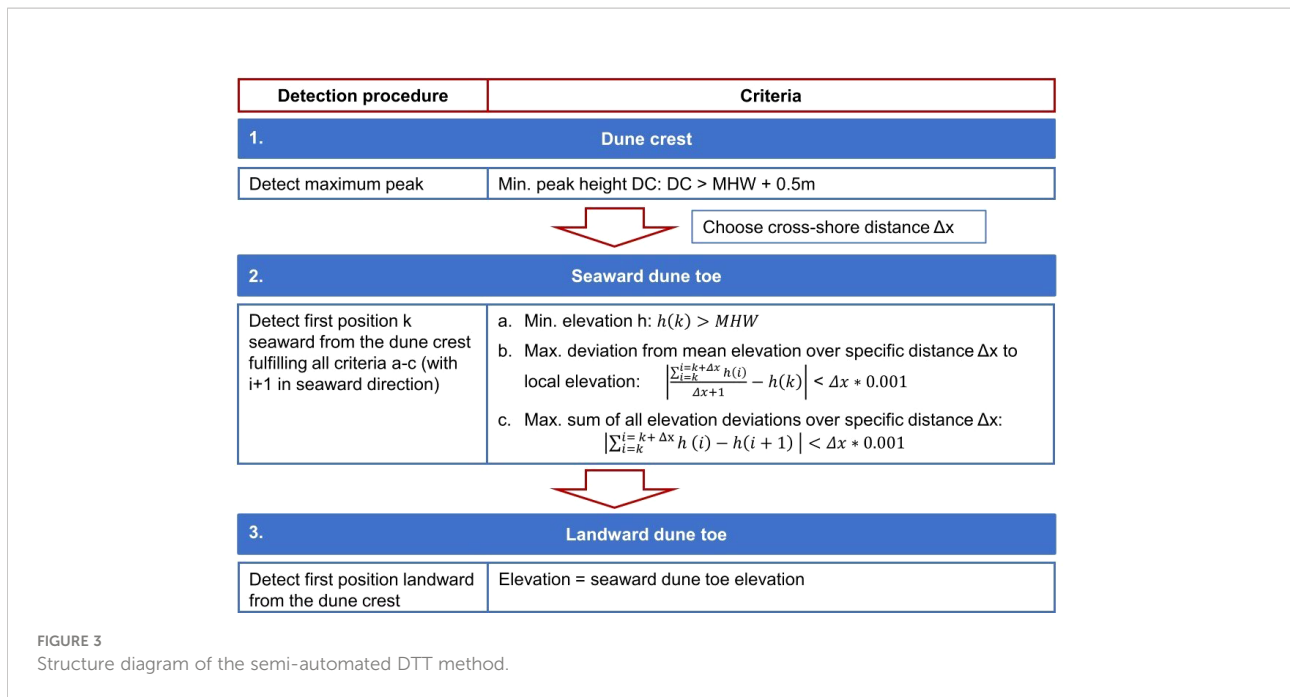 Detection procedure Criteria
1. Dune crest
Detect maximum peak Min. peak height DC: DC > MHW + 0.5m
Choose cross-shore distance Δx
2. Seaward dune toe
Detect first position k
seaward from the dune crest
fulfilling all criteria a-c (with
i+1 in seaward direction)
a. Min. elevation h: h(k) > MHW
b. Max. deviation from mean elevation over specific distance Δx to
local elevation: |∑_{i=k}^{i=k+Δx} h(i) / Δx+1 − h(k)| < Δx ∗ 0.001
c. Max. sum of all elevation deviations over specific distance Δx:
|∑_{i=k}^{i= k+ Δx} h (i) − h(i + 1) | < Δx ∗ 0.001
3. Landward dune toe
Detect first position landward
from the dune crest
Elevation = seaward dune toe elevation
FIGURE 3
Structure diagram of the semi-automated DTT method.